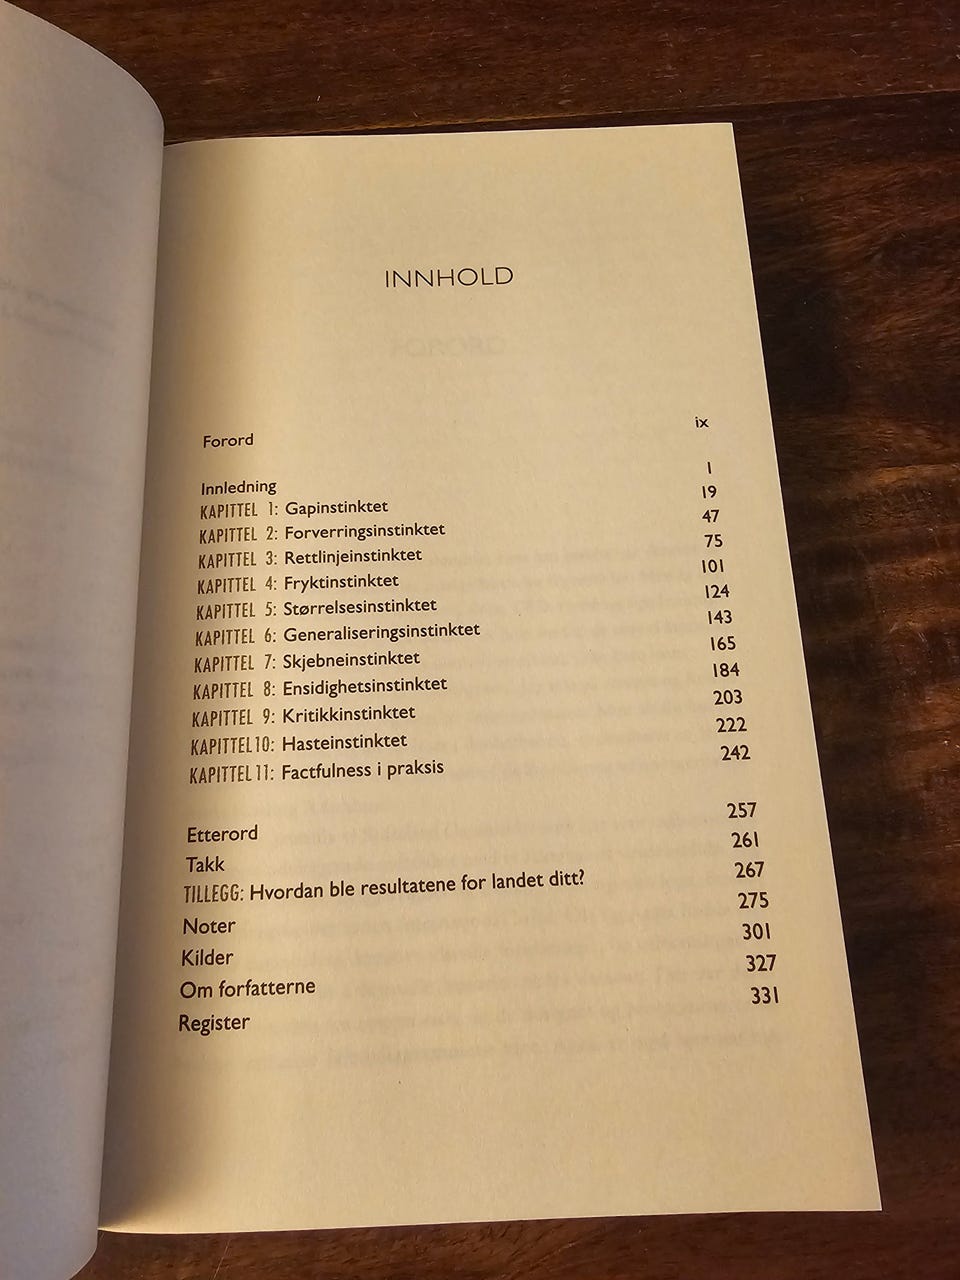 INNHOLD
Forord ix
Innledning 1
KAPITTEL 1: Gapinstinktet 19
KAPITTEL 2: Forverringsinstinktet 47
KAPITTEL 3: Rettlinjeinstinktet 75
KAPITTEL 4: Fryktinstinktet 101
KAPITTEL 5: Størrelsesinstinktet 124
KAPITTEL 6: Generaliseringsinstinktet 143
KAPITTEL 7: Skjebneinstinktet 165
KAPITTEL 8: Ensidighetsinstinktet 184
KAPITTEL 9: Kritikkinstinktet 203
KAPITTEL 10: Hasteinstinktet 222
KAPITTEL 11: Factfulness i praksis 242
Etterord 257
Takk 261
TILLEGG: Hvordan ble resultatene for landet ditt? 267
Noter 275
Kilder 301
Om forfatterne 327
Register 331